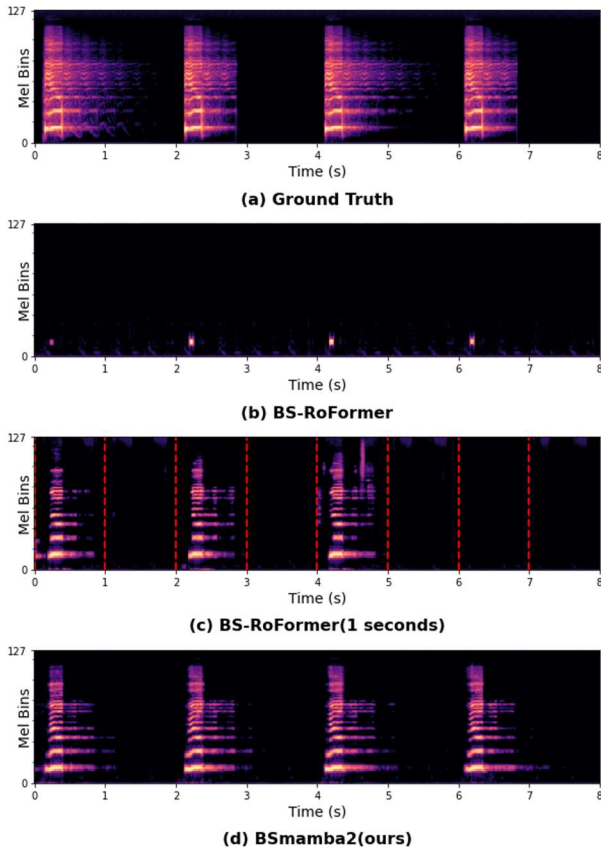 127
Mel Bins
0
0 1 2 3 4 5 6 7 8
Time (s)
(a) Ground Truth
127
Mel Bins
0
0 1 2 3 4 5 6 7 8
Time (s)
(b) BS-RoFormer
127
Mel Bins
0
0 1 2 3 4 5 6 7 8
Time (s)
(c) BS-RoFormer(1 seconds)
127
Mel Bins
0
0 1 2 3 4 5 6 7 8
Time (s)
(d) BSmamba2(ours)